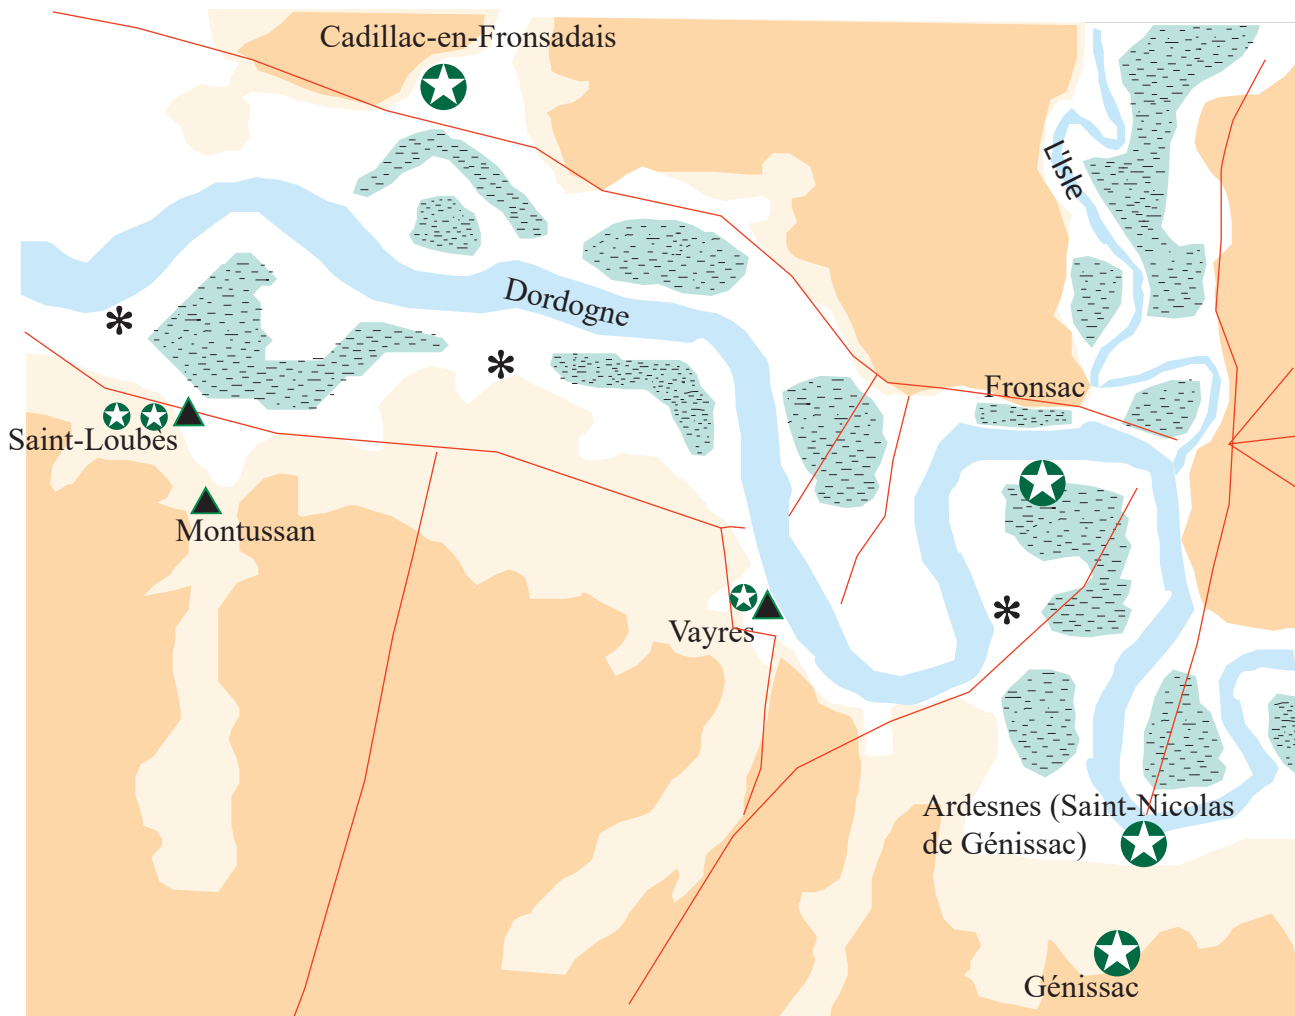 Cadillac-en-Fronsadais
L'Isle
Dordogne
Fronsac
Saint-Loubès
Montussan
Vayres
Ardesnes (Saint-Nicolas
de Génissac)
Génissac